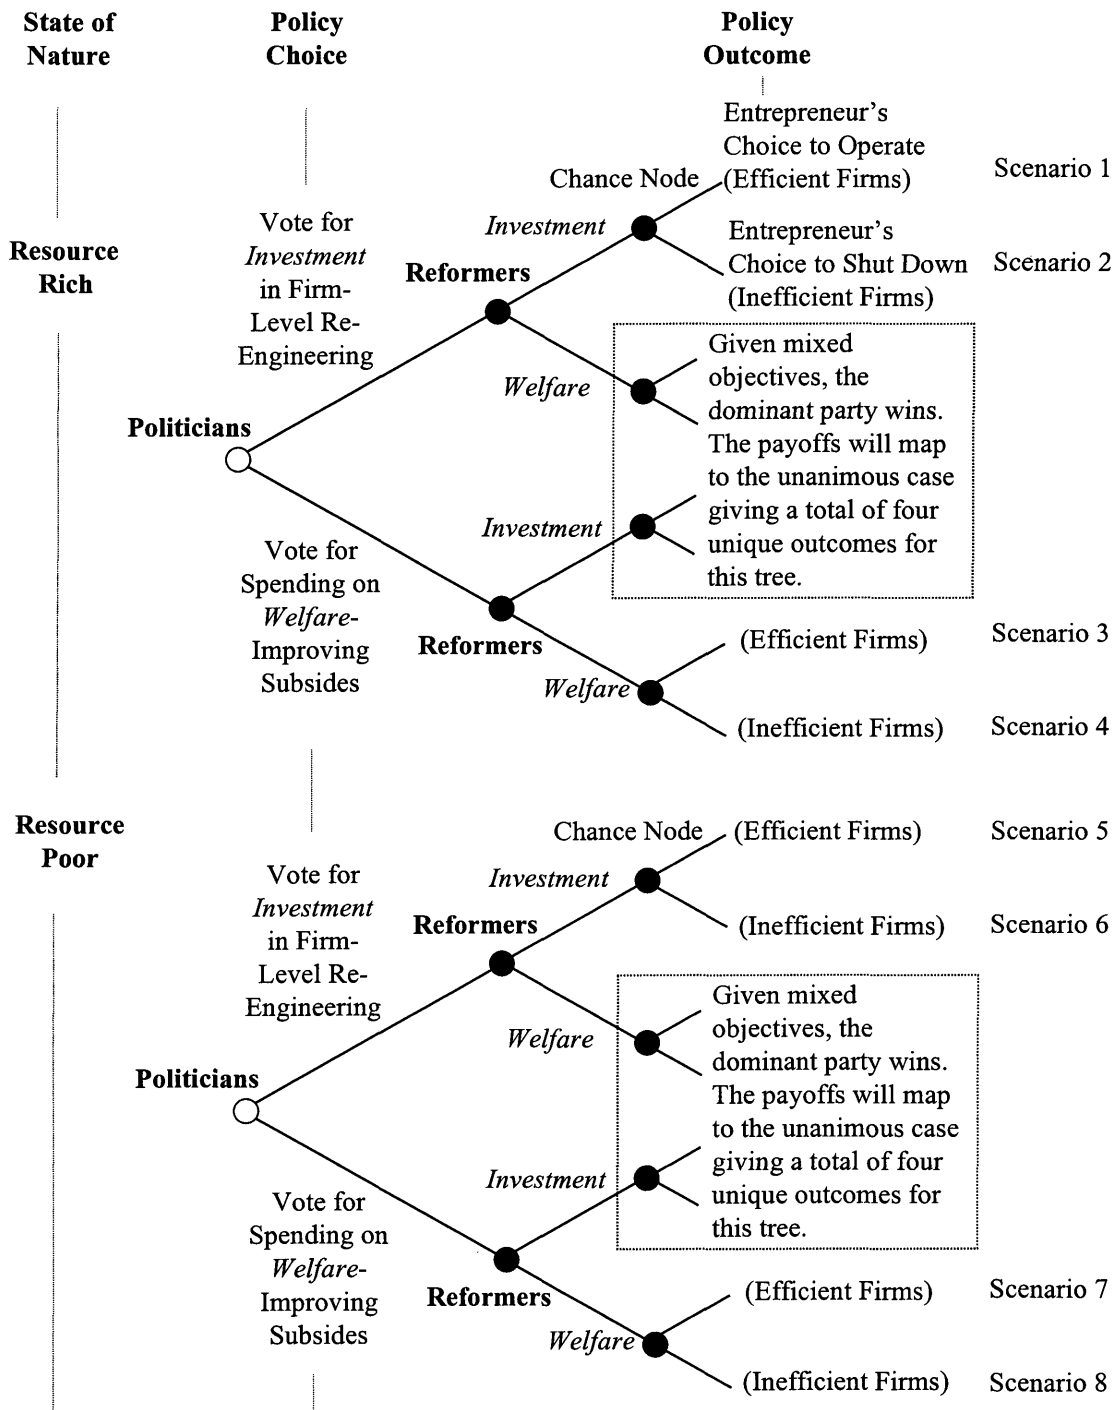 State of
Nature
Policy
Choice
Policy
Outcome
Resource
Rich
Vote for
Investment
in Firm-
Level Re-
Engineering
Politicians
Vote for
Spending on
Welfare-
Improving
Subsides
Reformers
Investment
Chance Node
Entrepreneur's
Choice to Operate
(Efficient Firms)
Scenario 1
Entrepreneur's
Choice to Shut Down
(Inefficient Firms)
Scenario 2
Welfare
Given mixed
objectives, the
dominant party wins.
The payoffs will map
to the unanimous case
giving a total of four
unique outcomes for
this tree.
Investment
Reformers
Welfare
(Efficient Firms)
Scenario 3
(Inefficient Firms)
Scenario 4
Resource
Poor
Vote for
Investment
in Firm-
Level Re-
Engineering
Politicians
Vote for
Spending on
Welfare-
Improving
Subsides
Reformers
Investment
Chance Node
(Efficient Firms)
Scenario 5
(Inefficient Firms)
Scenario 6
Welfare
Given mixed
objectives, the
dominant party wins.
The payoffs will map
to the unanimous case
giving a total of four
unique outcomes for
this tree.
Investment
Reformers
Welfare
(Efficient Firms)
Scenario 7
(Inefficient Firms)
Scenario 8